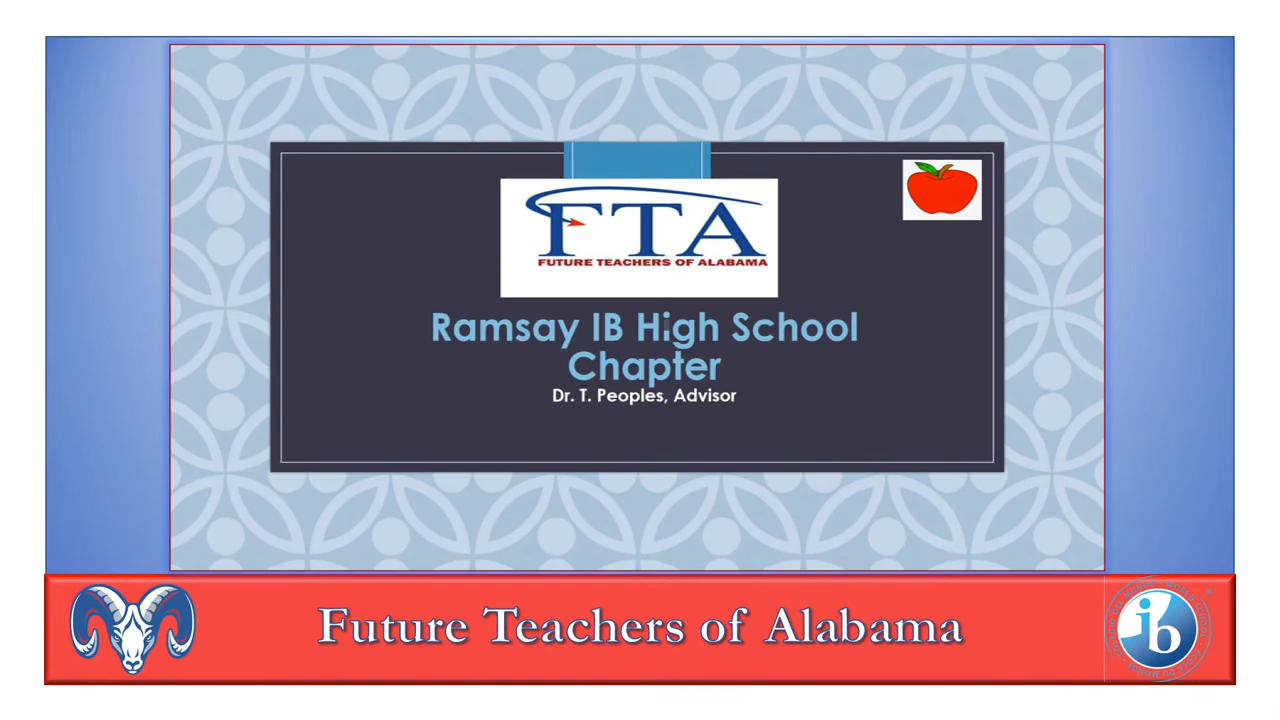 FTA
FUTURE TEACHERS OF ALABAMA
Ramsay IB High School
Chapter
Dr. T. Peoples, Advisor
Future Teachers of Alabama
ib